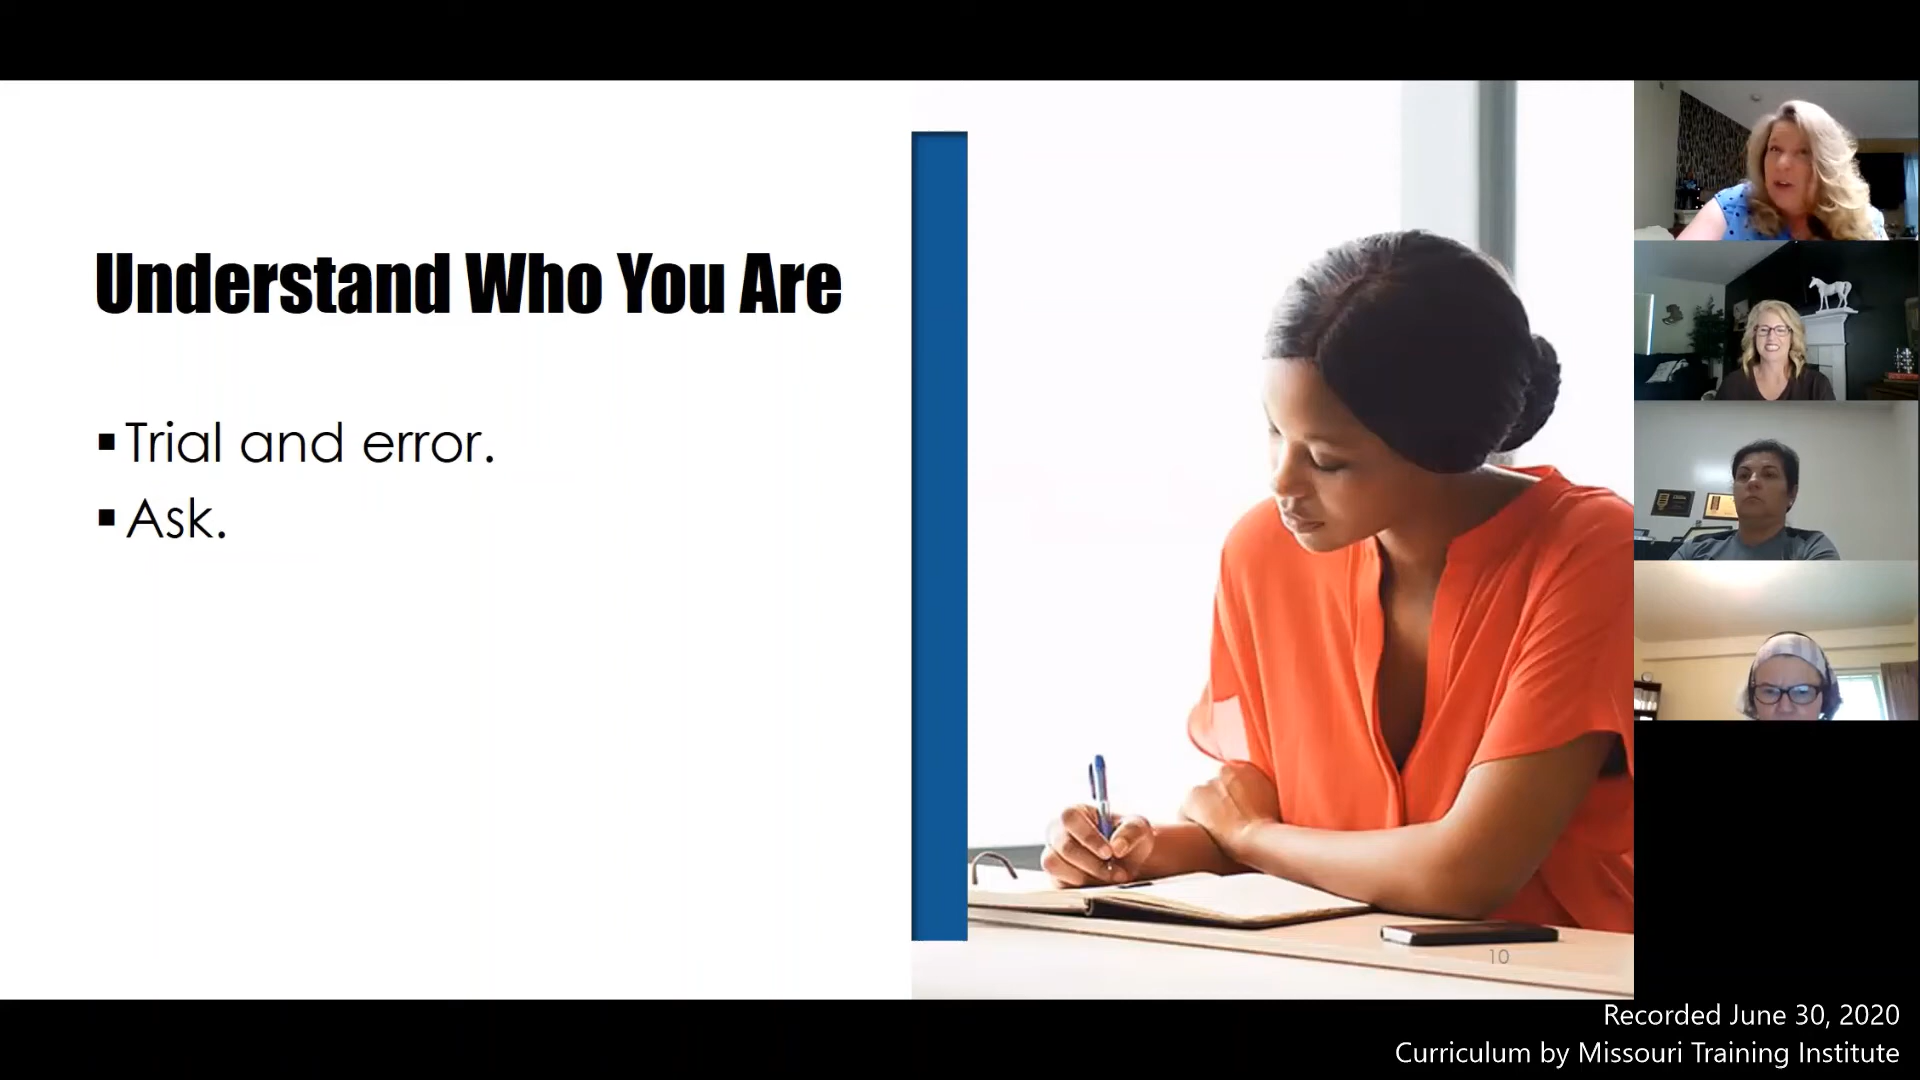 Understand Who You Are
▪Trial and error.
▪Ask.
10
Recorded June 30, 2020
Curriculum by Missouri Training Institute